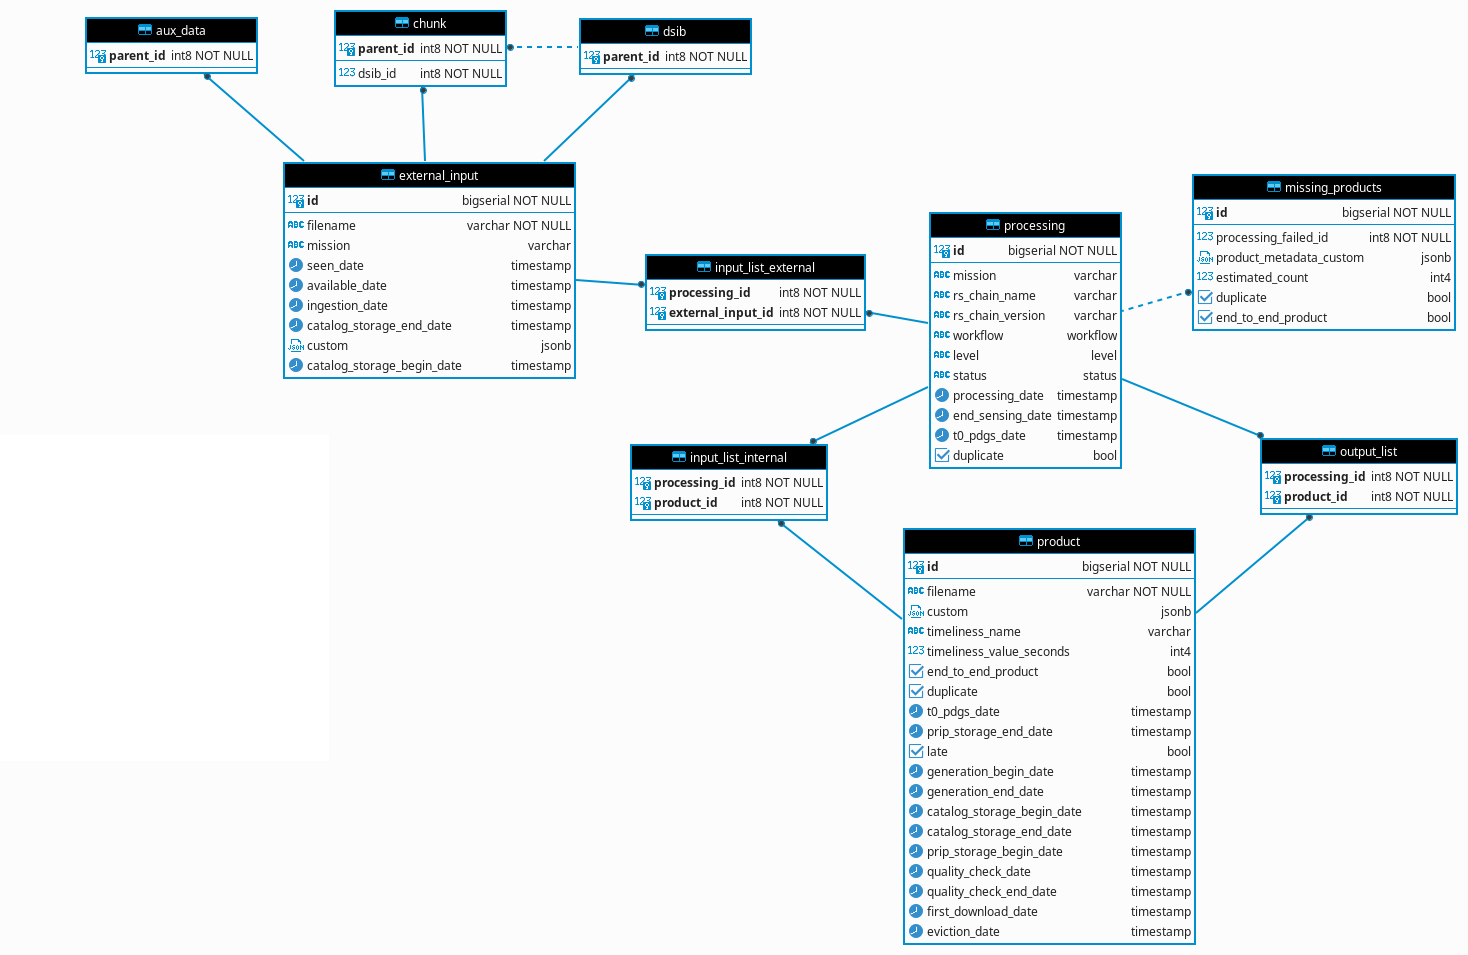 aux_data
parent_id int8 NOT NULL
chunk
parent_id int8 NOT NULL
dsib_id int8 NOT NULL
dsib
parent_id int8 NOT NULL
external_input
id bigserial NOT NULL
filename varchar NOT NULL
mission varchar
seen_date timestamp
available_date timestamp
ingestion_date timestamp
catalog_storage_end_date timestamp
custom jsonb
catalog_storage_begin_date timestamp
input_list_external
processing_id int8 NOT NULL
external_input_id int8 NOT NULL
processing
id bigserial NOT NULL
mission varchar
rs_chain_name varchar
rs_chain_version varchar
workflow workflow
level level
status status
processing_date timestamp
end_sensing_date timestamp
t0_pdgs_date timestamp
duplicate bool
missing_products
id bigserial NOT NULL
processing_failed_id int8 NOT NULL
product_metadata_custom jsonb
estimated_count int4
duplicate bool
end_to_end_product bool
input_list_internal
processing_id int8 NOT NULL
product_id int8 NOT NULL
output_list
processing_id int8 NOT NULL
product_id int8 NOT NULL
product
id bigserial NOT NULL
filename varchar NOT NULL
custom jsonb
timeliness_name varchar
timeliness_value_seconds int4
end_to_end_product bool
duplicate bool
t0_pdgs_date timestamp
prip_storage_end_date timestamp
late bool
generation_begin_date timestamp
generation_end_date timestamp
catalog_storage_begin_date timestamp
catalog_storage_end_date timestamp
prip_storage_begin_date timestamp
quality_check_date timestamp
quality_check_end_date timestamp
first_download_date timestamp
eviction_date timestamp